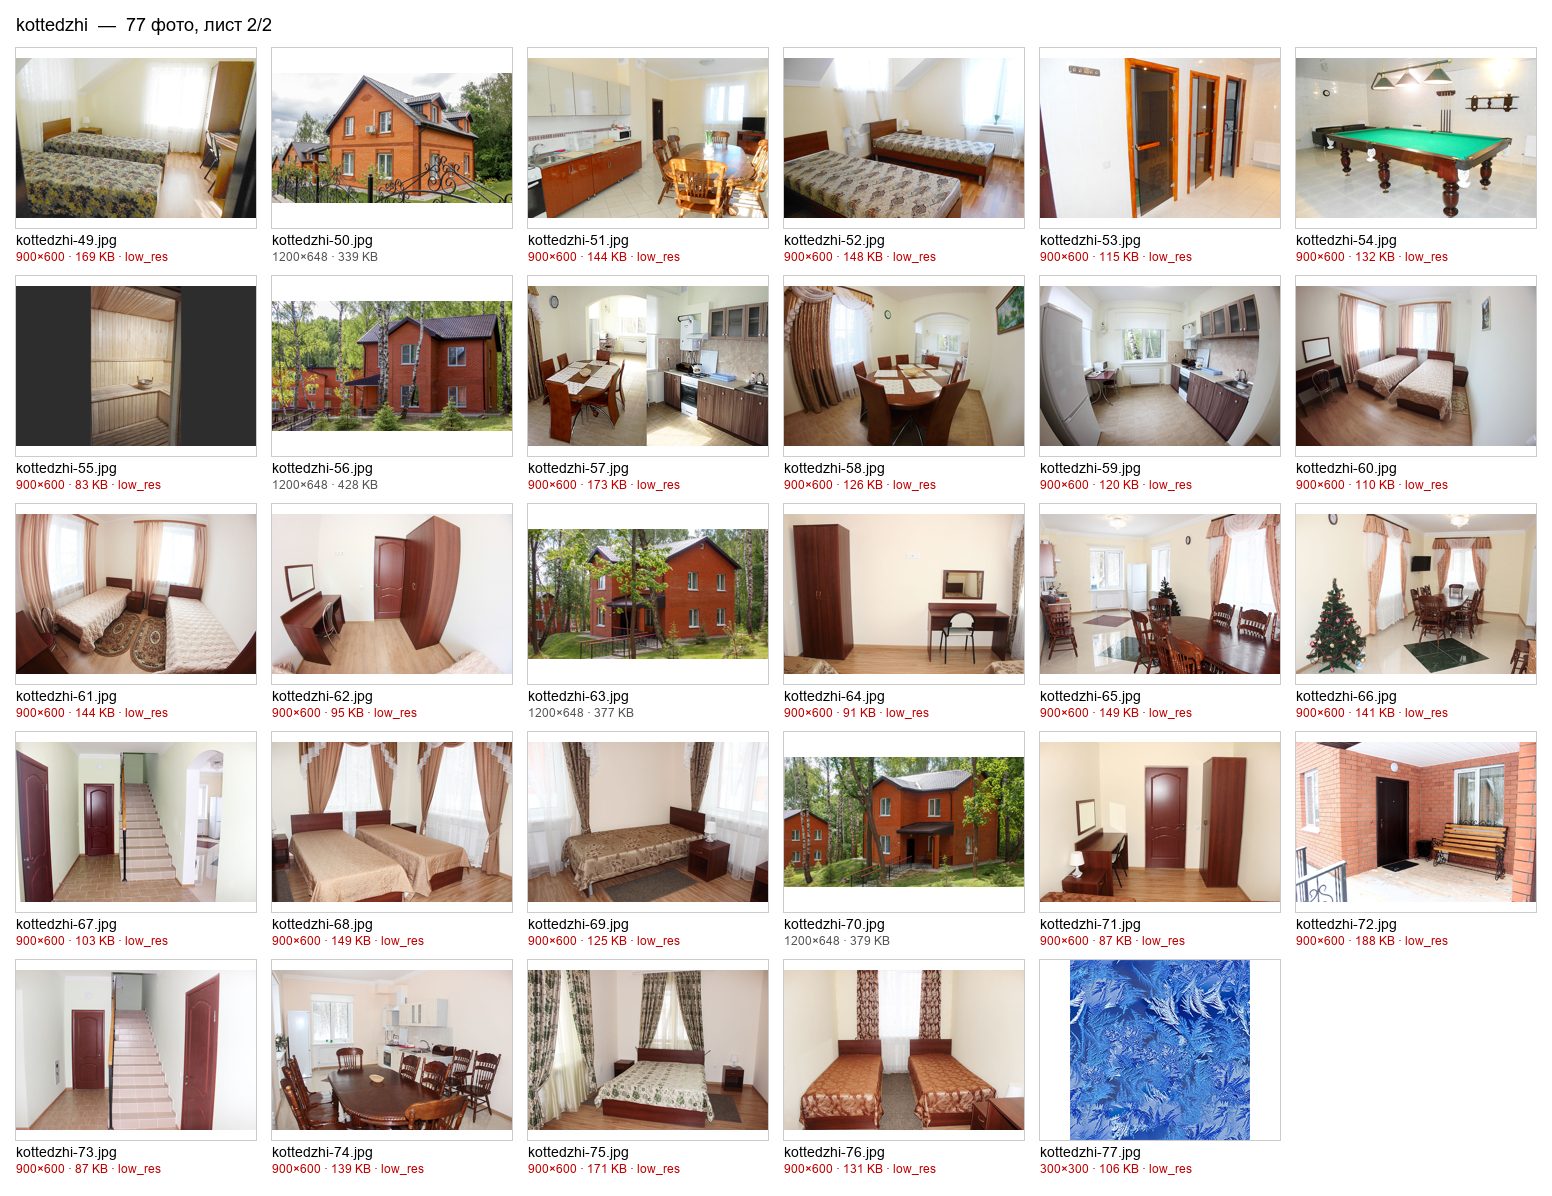 kottedzhi — 77 фото, лист 2/2
kottedzhi-49.jpg
900×600 · 169 KB · low_res
kottedzhi-50.jpg
1200×648 · 339 KB
kottedzhi-51.jpg
900×600 · 144 KB · low_res
kottedzhi-52.jpg
900×600 · 148 KB · low_res
kottedzhi-53.jpg
900×600 · 115 KB · low_res
kottedzhi-54.jpg
900×600 · 132 KB · low_res
kottedzhi-55.jpg
900×600 · 83 KB · low_res
kottedzhi-56.jpg
1200×648 · 428 KB
kottedzhi-57.jpg
900×600 · 173 KB · low_res
kottedzhi-58.jpg
900×600 · 126 KB · low_res
kottedzhi-59.jpg
900×600 · 120 KB · low_res
kottedzhi-60.jpg
900×600 · 110 KB · low_res
kottedzhi-61.jpg
900×600 · 144 KB · low_res
kottedzhi-62.jpg
900×600 · 95 KB · low_res
kottedzhi-63.jpg
1200×648 · 377 KB
kottedzhi-64.jpg
900×600 · 91 KB · low_res
kottedzhi-65.jpg
900×600 · 149 KB · low_res
kottedzhi-66.jpg
900×600 · 141 KB · low_res
kottedzhi-67.jpg
900×600 · 103 KB · low_res
kottedzhi-68.jpg
900×600 · 149 KB · low_res
kottedzhi-69.jpg
900×600 · 125 KB · low_res
kottedzhi-70.jpg
1200×648 · 379 KB
kottedzhi-71.jpg
900×600 · 87 KB · low_res
kottedzhi-72.jpg
900×600 · 188 KB · low_res
kottedzhi-73.jpg
900×600 · 87 KB · low_res
kottedzhi-74.jpg
900×600 · 139 KB · low_res
kottedzhi-75.jpg
900×600 · 171 KB · low_res
kottedzhi-76.jpg
900×600 · 131 KB · low_res
kottedzhi-77.jpg
300×300 · 106 KB · low_res